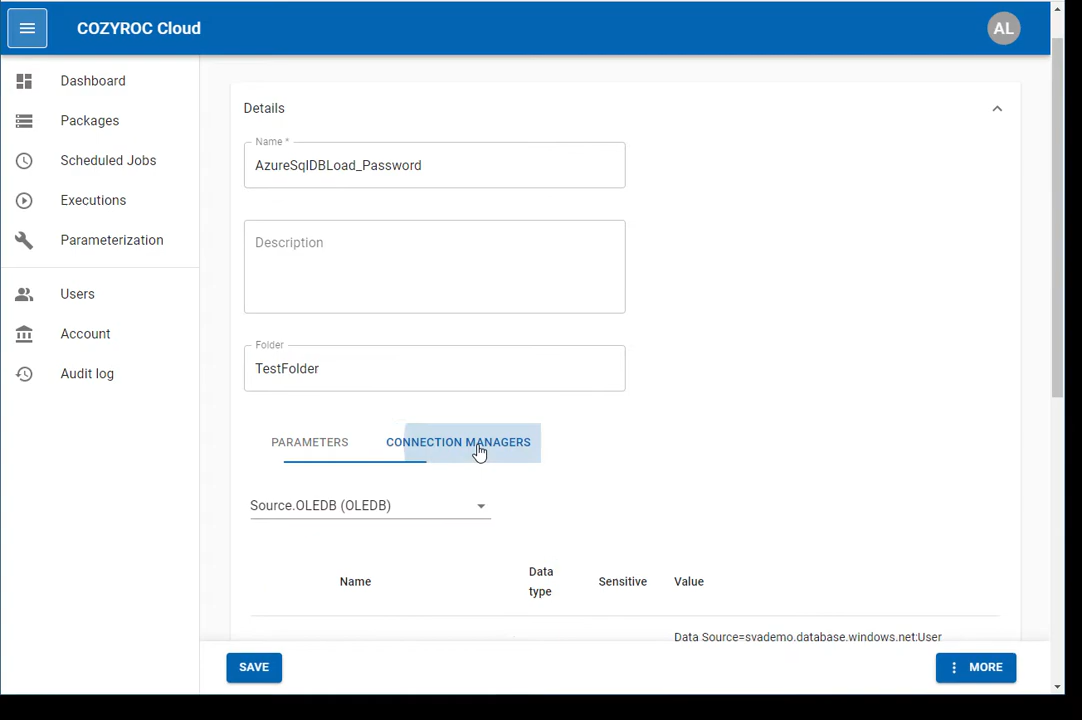 COZYROC Cloud
AL
Dashboard
Packages
Scheduled Jobs
Executions
Parameterization
Users
Account
Audit log
Details
Name *
AzureSqlDBLoad_Password
Description
Folder
TestFolder
PARAMETERS
CONNECTION MANAGERS
Source.OLEDB (OLEDB)
Name
Data type
Sensitive
Value
Data Source=svademo.database.windows.net;User
SAVE
MORE